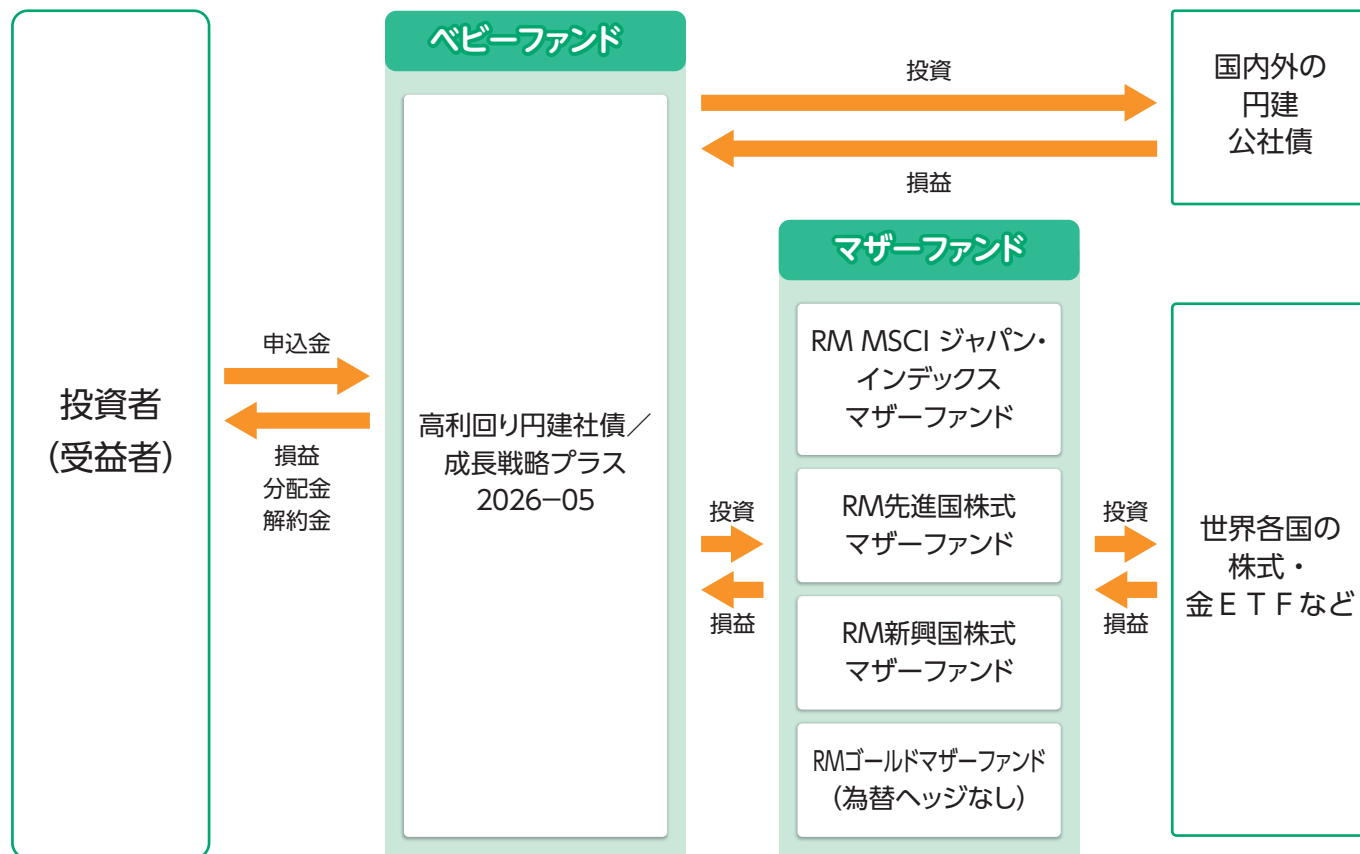 投資者
（受益者）
申込金
損益
分配金
解約金
ベビーファンド
高利回り円建社債／
成長戦略プラス
2026−05
投資
損益
国内外の
円建
公社債
投資
損益
マザーファンド
RM MSCI ジャパン・
インデックス
マザーファンド
RM先進国株式
マザーファンド
RM新興国株式
マザーファンド
RMゴールドマザーファンド
（為替ヘッジなし）
投資
損益
世界各国の
株式・
金ＥＴＦなど